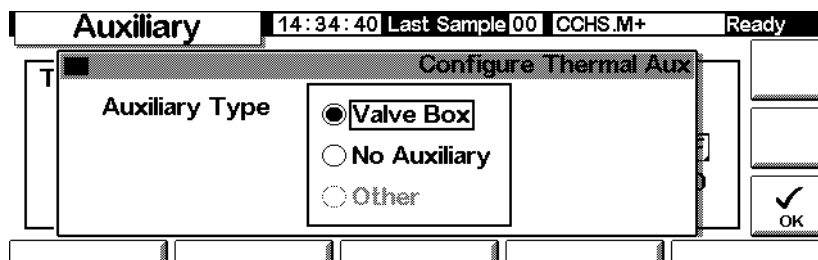 Auxiliary 14:34:40 Last Sample 00 CCHS.M+ Ready
T
Configure Thermal Aux
Auxiliary Type
Valve Box
No Auxiliary
Other
OK